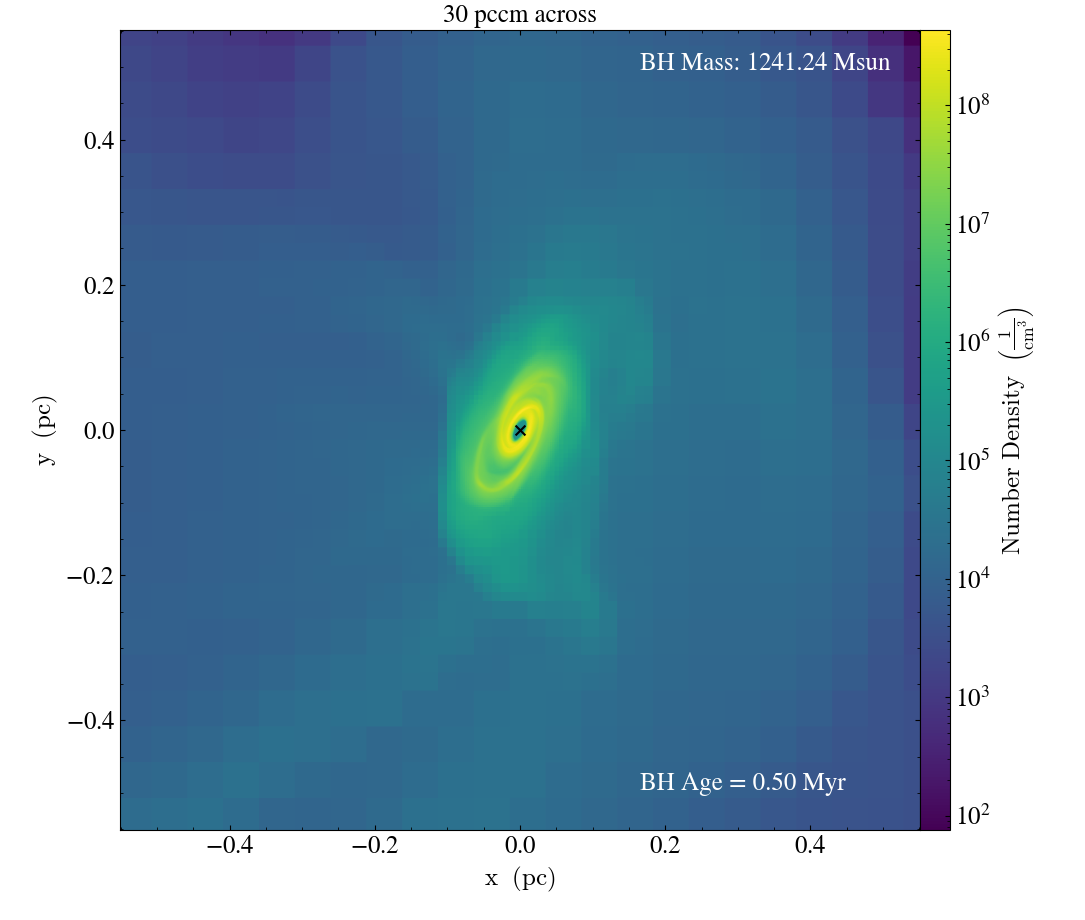 30 pccm across
BH Mass: 1241.24 Msun
10^8
0.4
10^7
0.2
10^6
y (pc)
0.0
Number Density (1/cm^3)
10^5
−0.2
10^4
10^3
−0.4
BH Age = 0.50 Myr
10^2
−0.4 −0.2 0.0 0.2 0.4
x (pc)